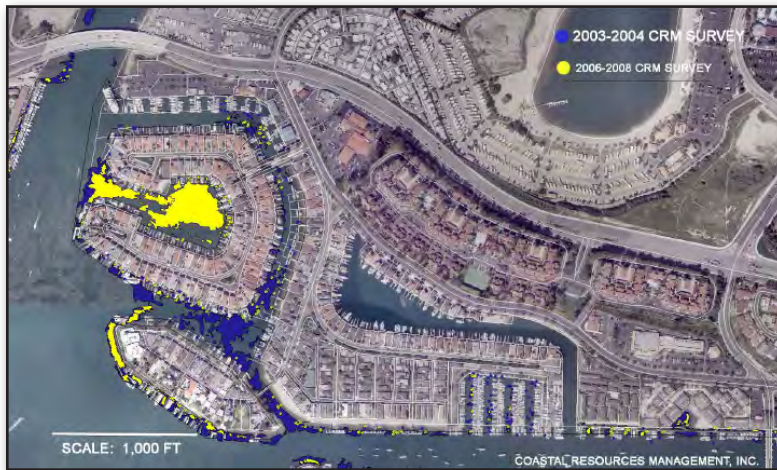 2003-2004 CRM SURVEY
2006-2008 CRM SURVEY
SCALE: 1,000 FT
COASTAL RESOURCES MANAGEMENT, INC.